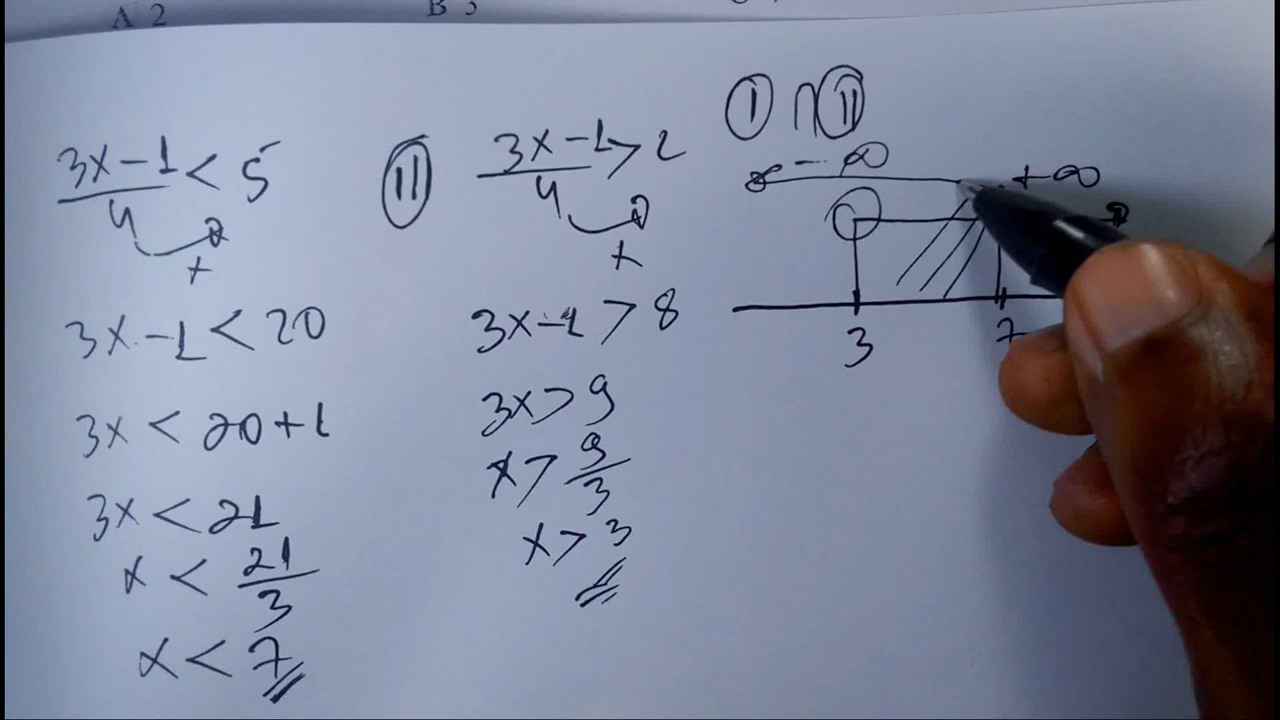 A 2
B 3
3x-1/4 < 5
+
3x-1 < 20
3x < 20+1
3x < 21
x < 21/3
x < 7
II
3x-1/4 > 2
+
3x-1 > 8
3x > 9
x > 9/3
x > 3
I ∩ II
-∞
+∞
3 7